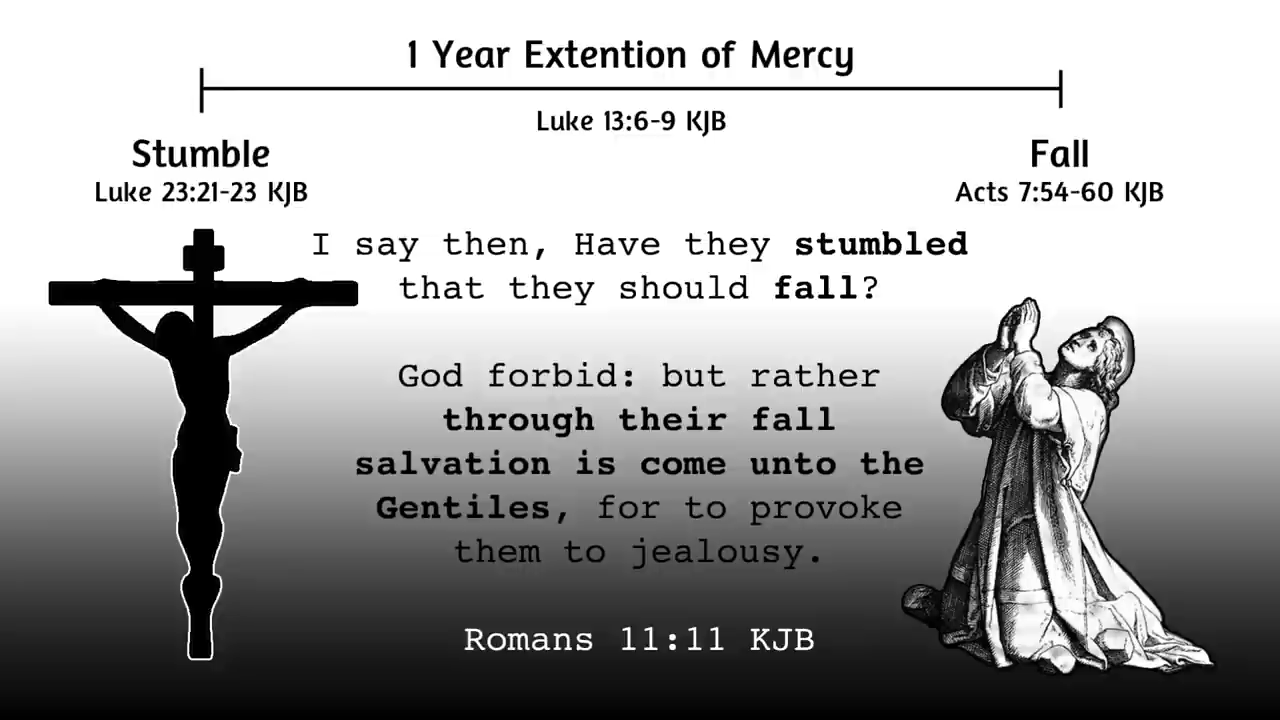 1 Year Extention of Mercy
Luke 13:6-9 KJB
Stumble
Luke 23:21-23 KJB
Fall
Acts 7:54-60 KJB
I say then, Have they stumbled
that they should fall?
God forbid: but rather
through their fall
salvation is come unto the
Gentiles, for to provoke
them to jealousy.
Romans 11:11 KJB